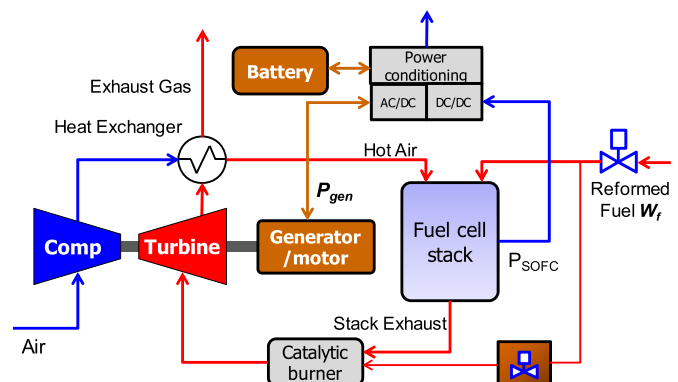 Exhaust Gas
Battery
Power
conditioning
AC/DC
DC/DC
Heat Exchanger
Hot Air
Reformed
Fuel W_f
P_gen
Comp
Turbine
Generator
/motor
Fuel cell
stack
P_SOFC
Stack Exhaust
Air
Catalytic
burner